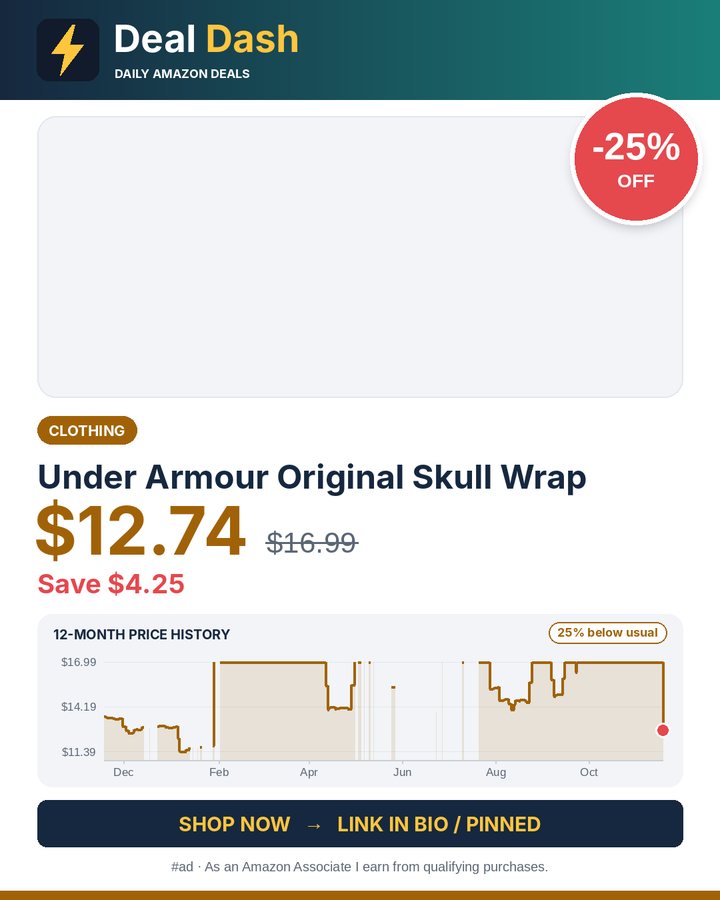 Deal Dash
DAILY AMAZON DEALS
-25%
OFF
CLOTHING
Under Armour Original Skull Wrap
$12.74 $16.99
Save $4.25
12-MONTH PRICE HISTORY
25% below usual
$16.99
$14.19
$11.39
Dec Feb Apr Jun Aug Oct
SHOP NOW → LINK IN BIO / PINNED
#ad · As an Amazon Associate I earn from qualifying purchases.